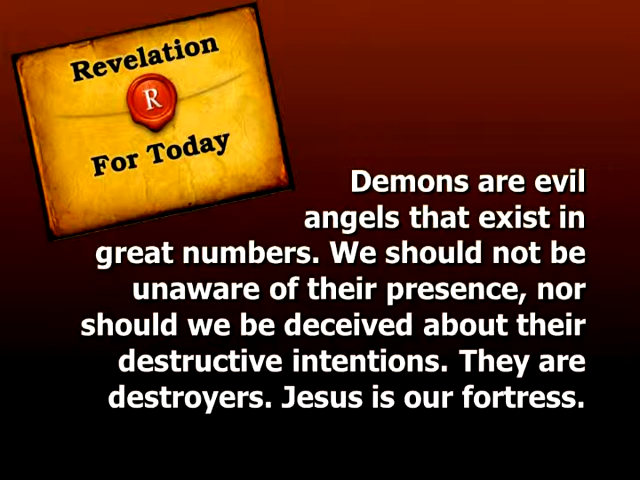 Revelation
R
For Today
Demons are evil
angels that exist in
great numbers. We should not be
unaware of their presence, nor
should we be deceived about their
destructive intentions. They are
destroyers. Jesus is our fortress.